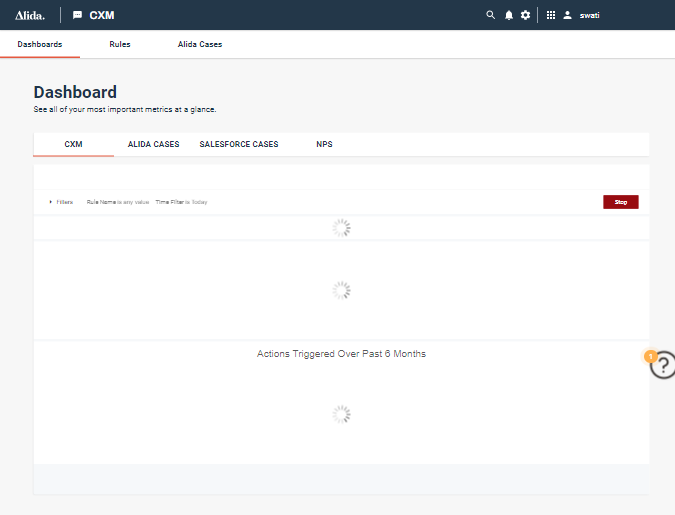 Alida. CXM swati
Dashboards Rules Alida Cases
Dashboard
See all of your most important metrics at a glance.
CXM ALIDA CASES SALESFORCE CASES NPS
Filters Rule Name is any value Time Filter is Today Stop
Actions Triggered Over Past 6 Months
1
?